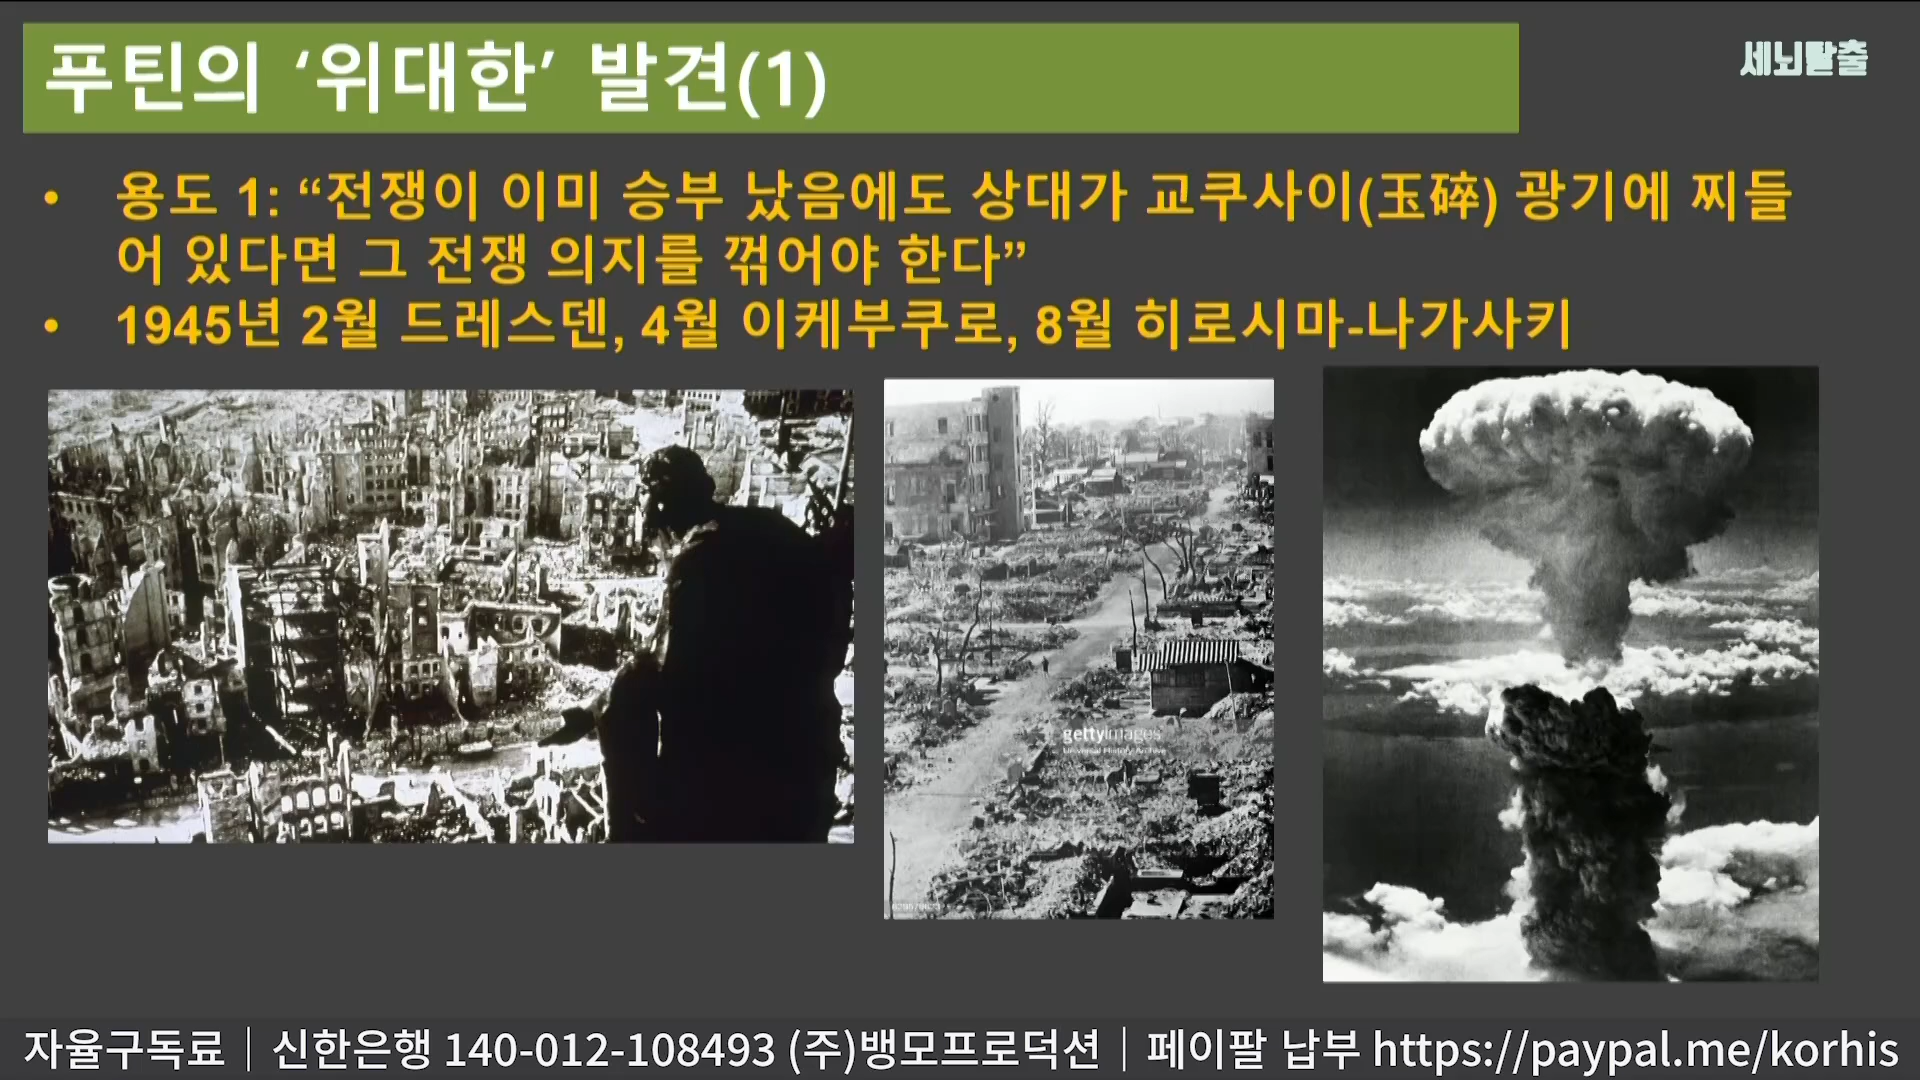 푸틴의 ‘위대한’ 발견(1)
세뇌탈출
• 용도 1: “전쟁이 이미 승부 났음에도 상대가 교쿠사이(玉碎) 광기에 찌들
어 있다면 그 전쟁 의지를 꺾어야 한다”
• 1945년 2월 드레스덴, 4월 이케부쿠로, 8월 히로시마-나가사키
gettyimages
Universal History Archive
자율구독료│신한은행 140-012-108493 (주)뱅모프로덕션│페이팔 납부 https://paypal.me/korhis